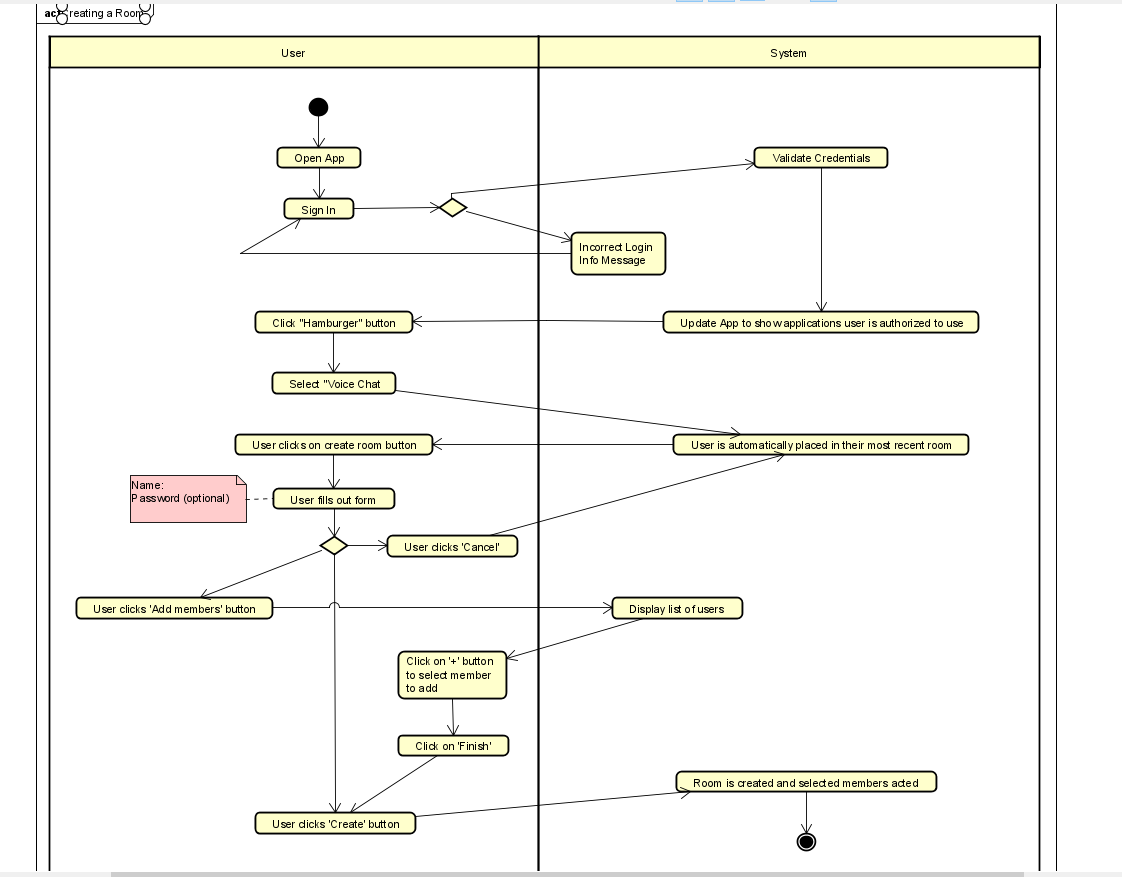 act Creating a Room
User
System
Open App
Validate Credentials
Sign In
Incorrect Login
Info Message
Click "Hamburger" button
Update App to show applications user is authorized to use
Select "Voice Chat
User clicks on create room button
User is automatically placed in their most recent room
Name:
Password (optional)
User fills out form
User clicks 'Cancel'
User clicks 'Add members' button
Display list of users
Click on '+' button
to select member
to add
Click on 'Finish'
Room is created and selected members acted
User clicks 'Create' button